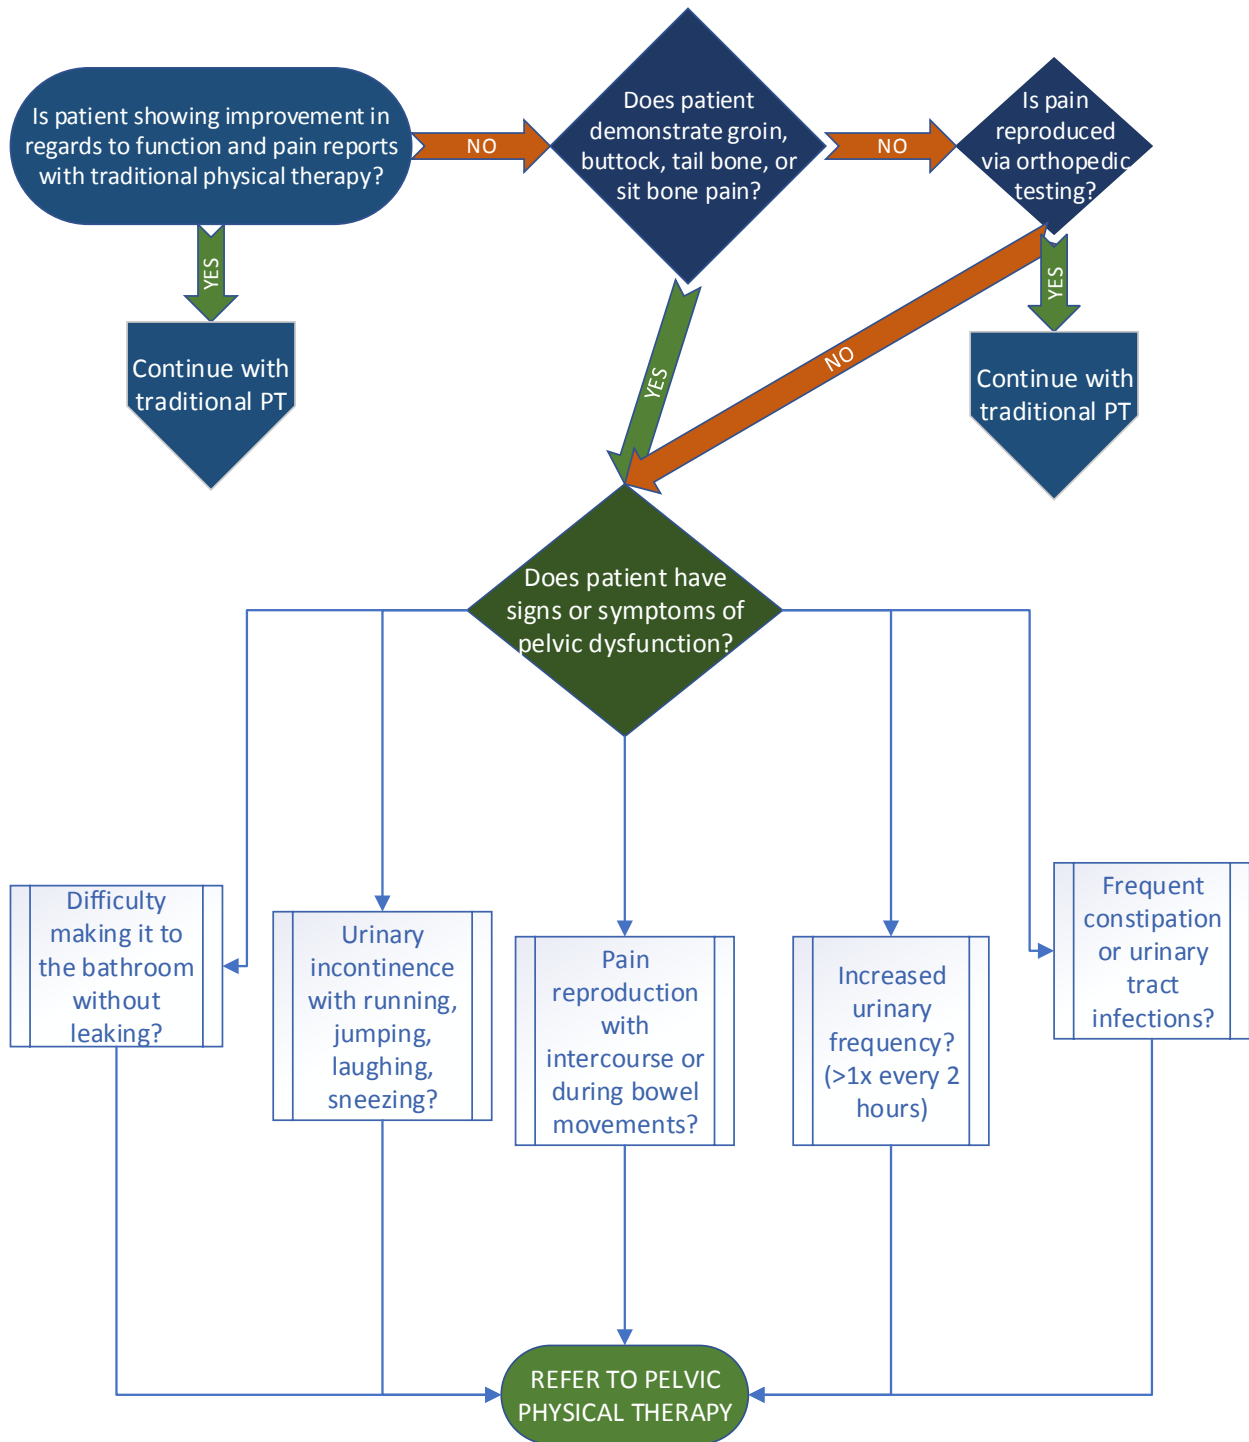 Is patient showing improvement in
regards to function and pain reports
with traditional physical therapy?
NO
Does patient
demonstrate groin,
buttock, tail bone, or
sit bone pain?
NO
Is pain
reproduced
via orthopedic
testing?
YES
YES
NO
YES
Continue with
traditional PT
Continue with
traditional PT
Does patient have
signs or symptoms of
pelvic dysfunction?
Difficulty
making it to
the bathroom
without
leaking?
Urinary
incontinence
with running,
jumping,
laughing,
sneezing?
Pain
reproduction
with
intercourse or
during bowel
movements?
Increased
urinary
frequency?
(>1x every 2
hours)
Frequent
constipation
or urinary
tract
infections?
REFER TO PELVIC
PHYSICAL THERAPY